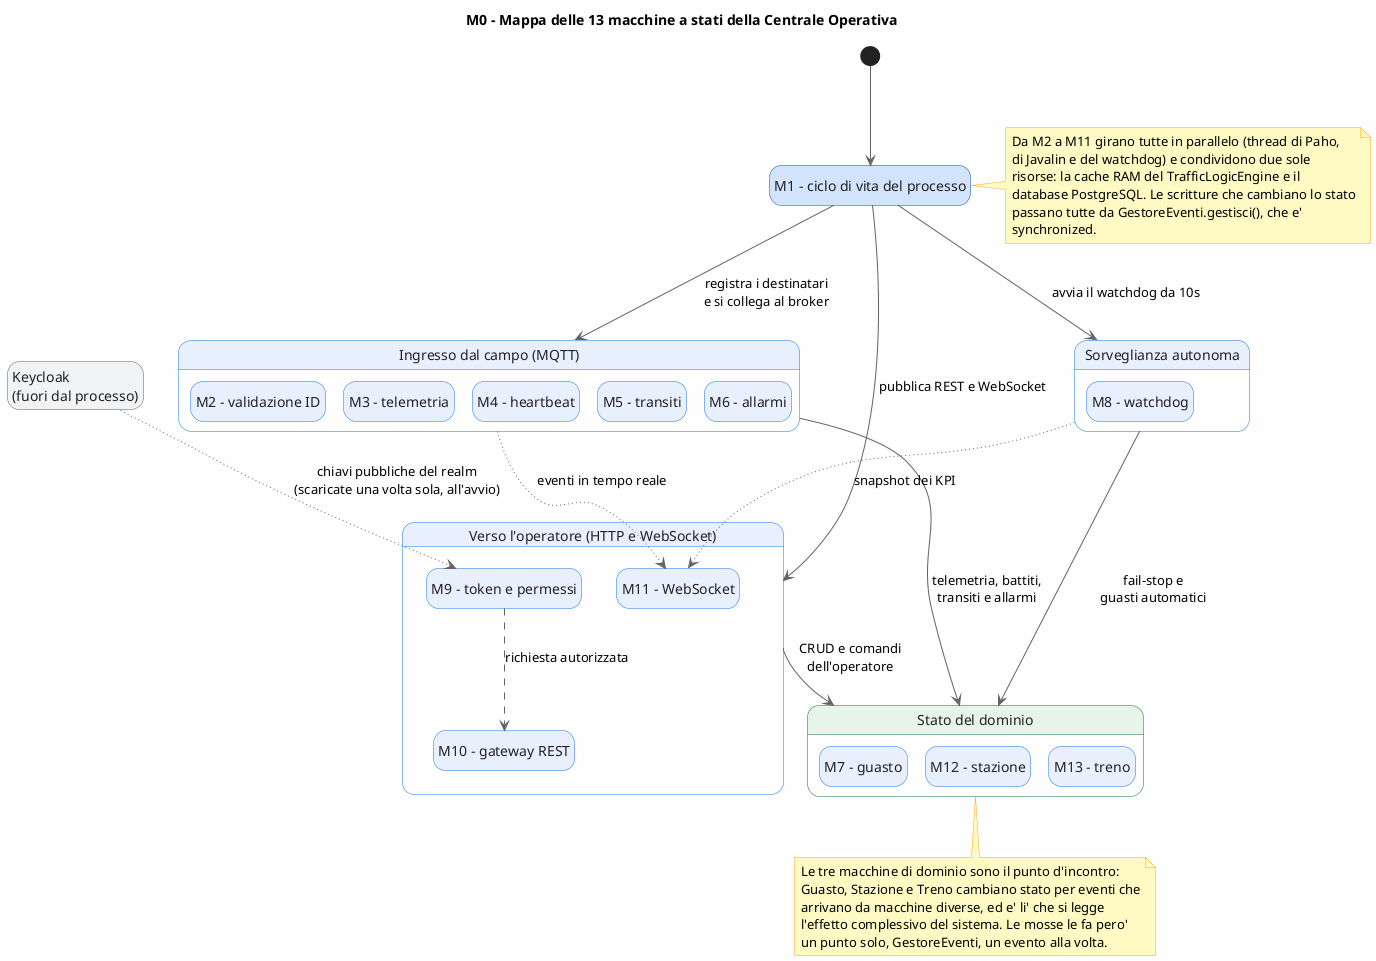 M0 - Mappa delle 13 macchine a stati della Centrale Operativa
M1 - ciclo di vita del processo
Da M2 a M11 girano tutte in parallelo (thread di Paho,
di Javalin e del watchdog) e condividono due sole
risorse: la cache RAM del TrafficLogicEngine e il
database PostgreSQL. Le scritture che cambiano lo stato
passano tutte da GestoreEventi.gestisci(), che e'
synchronized.
registra i destinatari
e si collega al broker
avvia il watchdog da 10s
Ingresso dal campo (MQTT)
M2 - validazione ID
M3 - telemetria
M4 - heartbeat
M5 - transiti
M6 - allarmi
Sorveglianza autonoma
M8 - watchdog
Keycloak
(fuori dal processo)
pubblica REST e WebSocket
chiavi pubbliche del realm
(scaricate una volta sola, all'avvio)
eventi in tempo reale
snapshot dei KPI
Verso l'operatore (HTTP e WebSocket)
M9 - token e permessi
M11 - WebSocket
telemetria, battiti,
transiti e allarmi
fail-stop e
guasti automatici
richiesta autorizzata
CRUD e comandi
dell'operatore
M10 - gateway REST
Stato del dominio
M7 - guasto
M12 - stazione
M13 - treno
Le tre macchine di dominio sono il punto d'incontro:
Guasto, Stazione e Treno cambiano stato per eventi che
arrivano da macchine diverse, ed e' li' che si legge
l'effetto complessivo del sistema. Le mosse le fa pero'
un punto solo, GestoreEventi, un evento alla volta.